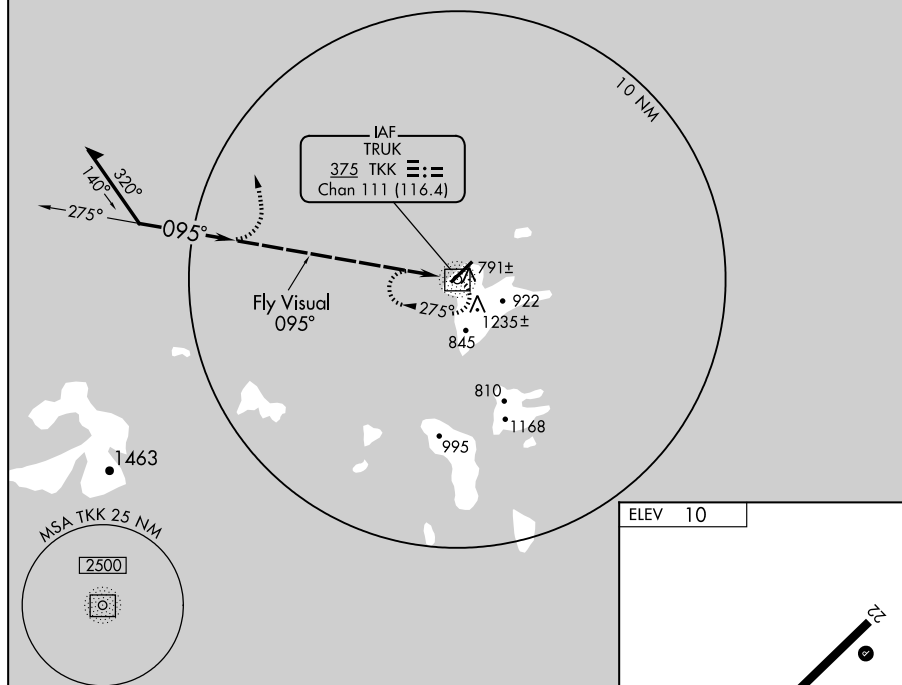 10 NM
IAF
TRUK
375 TKK
Chan 111 (116.4)
320°
140°
275°
095°
791±
Fly Visual
095°
275°
922
1235±
845
810
1168
995
1463
MSA TKK 25 NM
2500
ELEV 10
22